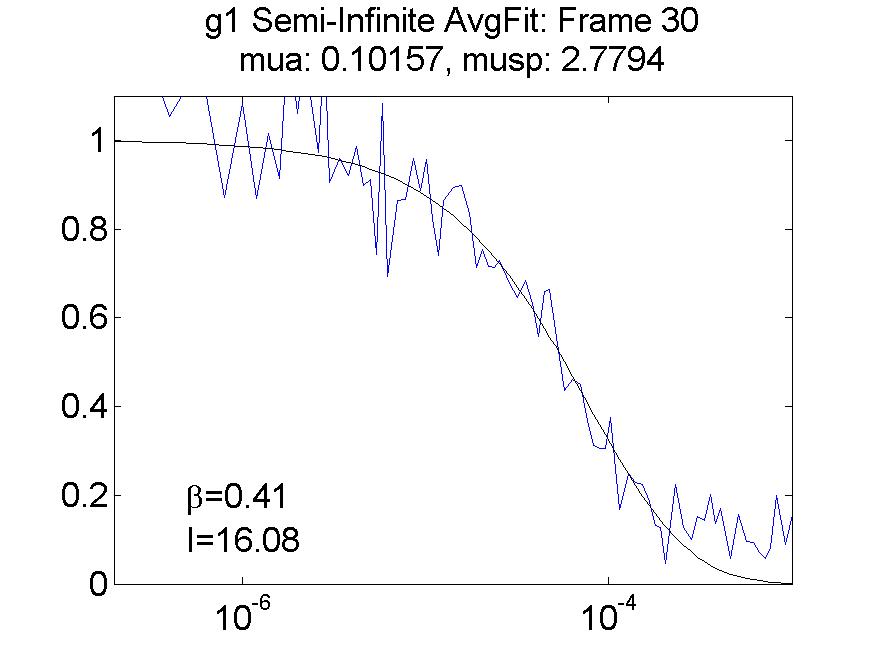 g1 Semi-Infinite AvgFit: Frame 30
mua: 0.10157, musp: 2.7794
1
0.8
0.6
0.4
0.2
0
β=0.41
I=16.08
10^-6
10^-4